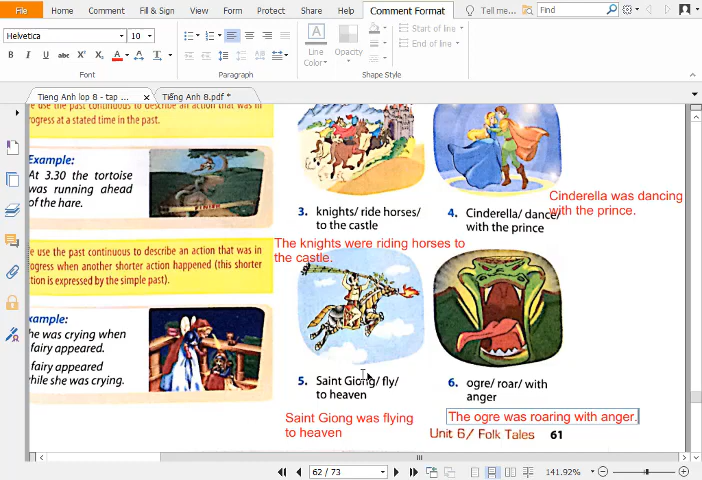 File
Home
Comment
Fill & Sign
View
Form
Protect
Share
Help
Comment Format
Tell me...
Find
Helvetica
10
B I U abc X² X₂ A T
Font
Paragraph
Line Color
Opacity
Start of line
End of line
Shape Style
Tieng Anh lop 8 - tap ...
Tiếng Anh 8.pdf *
e use the past continuous to describe an action that was in
rogress at a stated time in the past.
Example:
At 3.30 the tortoise
was running ahead
of the hare.
e use the past continuous to describe an action that was in
rogress when another shorter action happened (this shorter
tion is expressed by the simple past).
xample:
he was crying when
fairy appeared.
fairy appeared
hile she was crying.
3. knights/ ride horses/
to the castle
The knights were riding horses to
the castle.
4. Cinderella/ dance/
with the prince
Cinderella was dancing
with the prince.
5. Saint Giong/ fly/
to heaven
Saint Giong was flying
to heaven
6. ogre/ roar/ with
anger
The ogre was roaring with anger.
Unit 6/ Folk Tales 61
62 / 73
141.92%